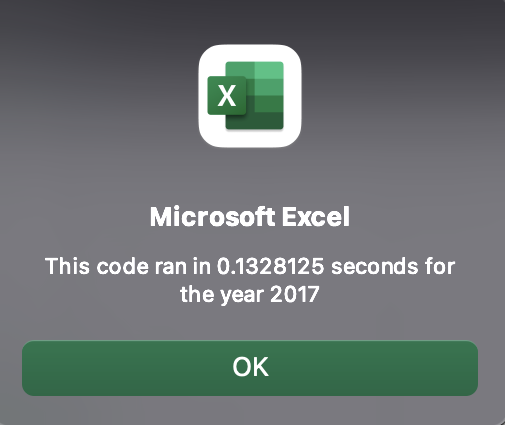 X
Microsoft Excel
This code ran in 0.1328125 seconds for
the year 2017
OK